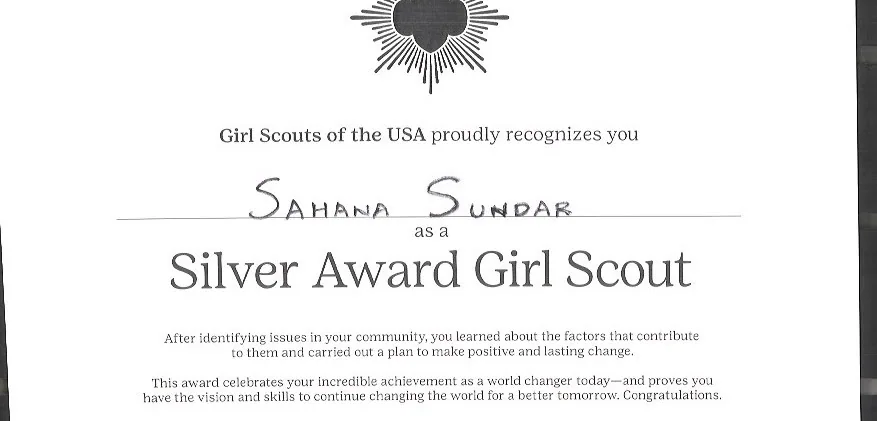 Girl Scouts of the USA proudly recognizes you
SAHANA SUNDAR
as a
Silver Award Girl Scout
After identifying issues in your community, you learned about the factors that contribute
to them and carried out a plan to make positive and lasting change.
This award celebrates your incredible achievement as a world changer today—and proves you
have the vision and skills to continue changing the world for a better tomorrow. Congratulations.